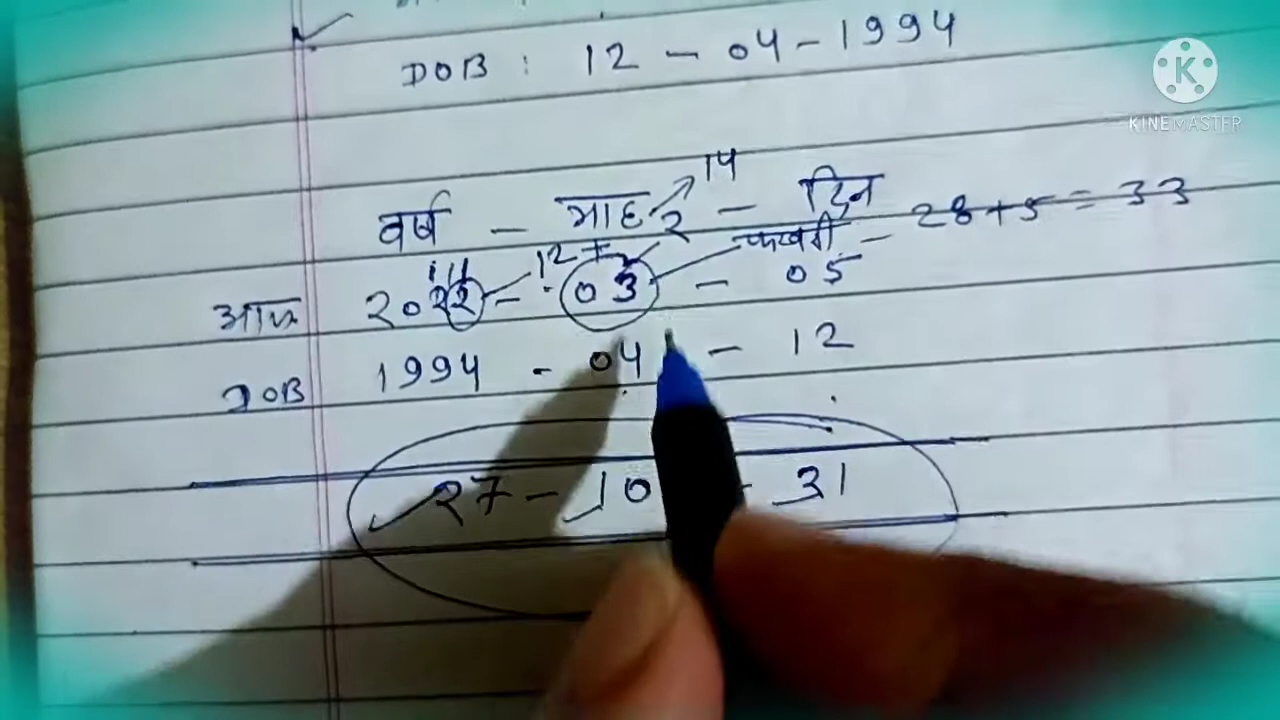 DOB : 12 - 04 - 1994
K
KINEMASTER
14
वर्ष - माह 2 - दिन
12+ फरवरी - 28+5 = 33
आज 2022 - 03 - 05
DOB 1994 - 04 - 12
27 - 10 - 31